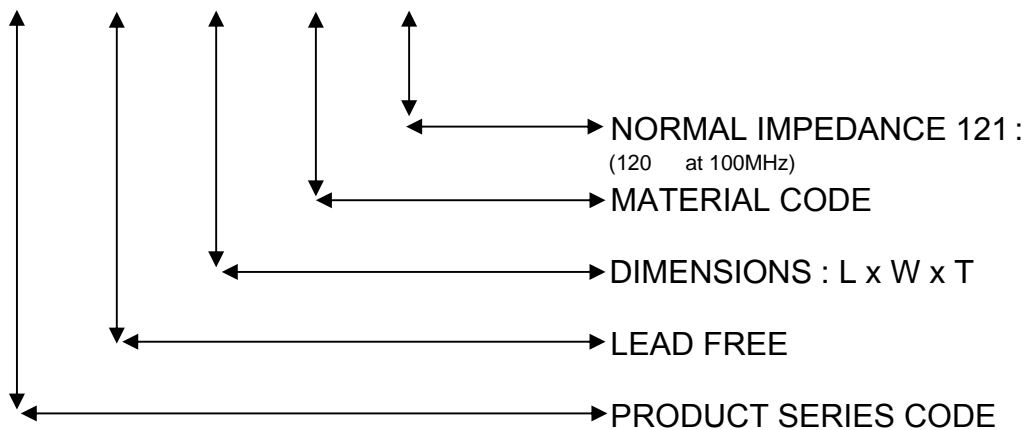 NORMAL IMPEDANCE 121 :
(120 at 100MHz)
MATERIAL CODE
DIMENSIONS : L x W x T
LEAD FREE
PRODUCT SERIES CODE